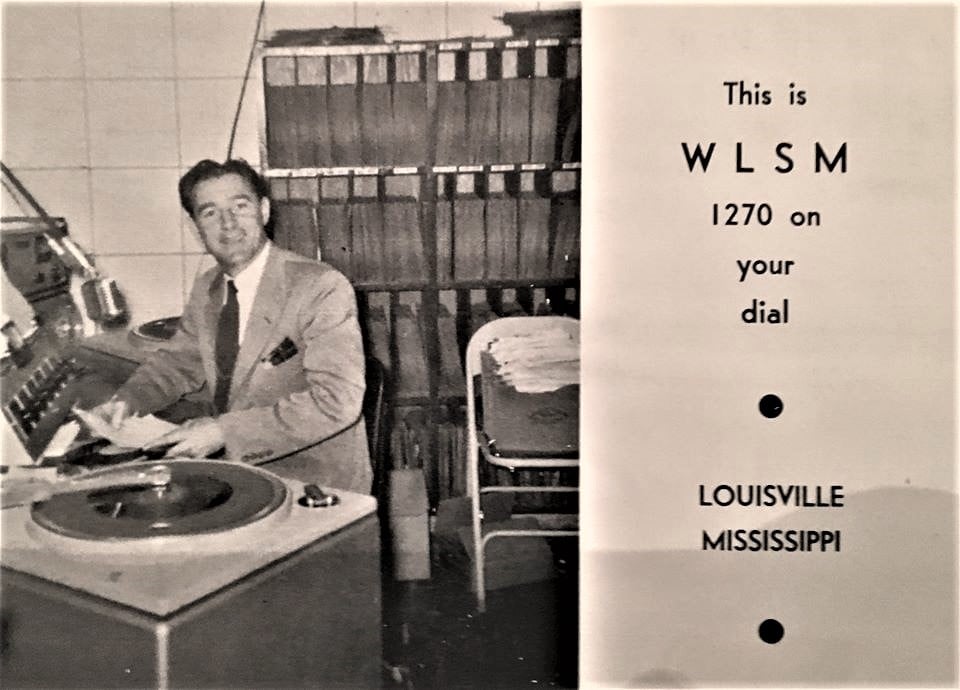 This is
W L S M
1270 on
your
dial
LOUISVILLE
MISSISSIPPI